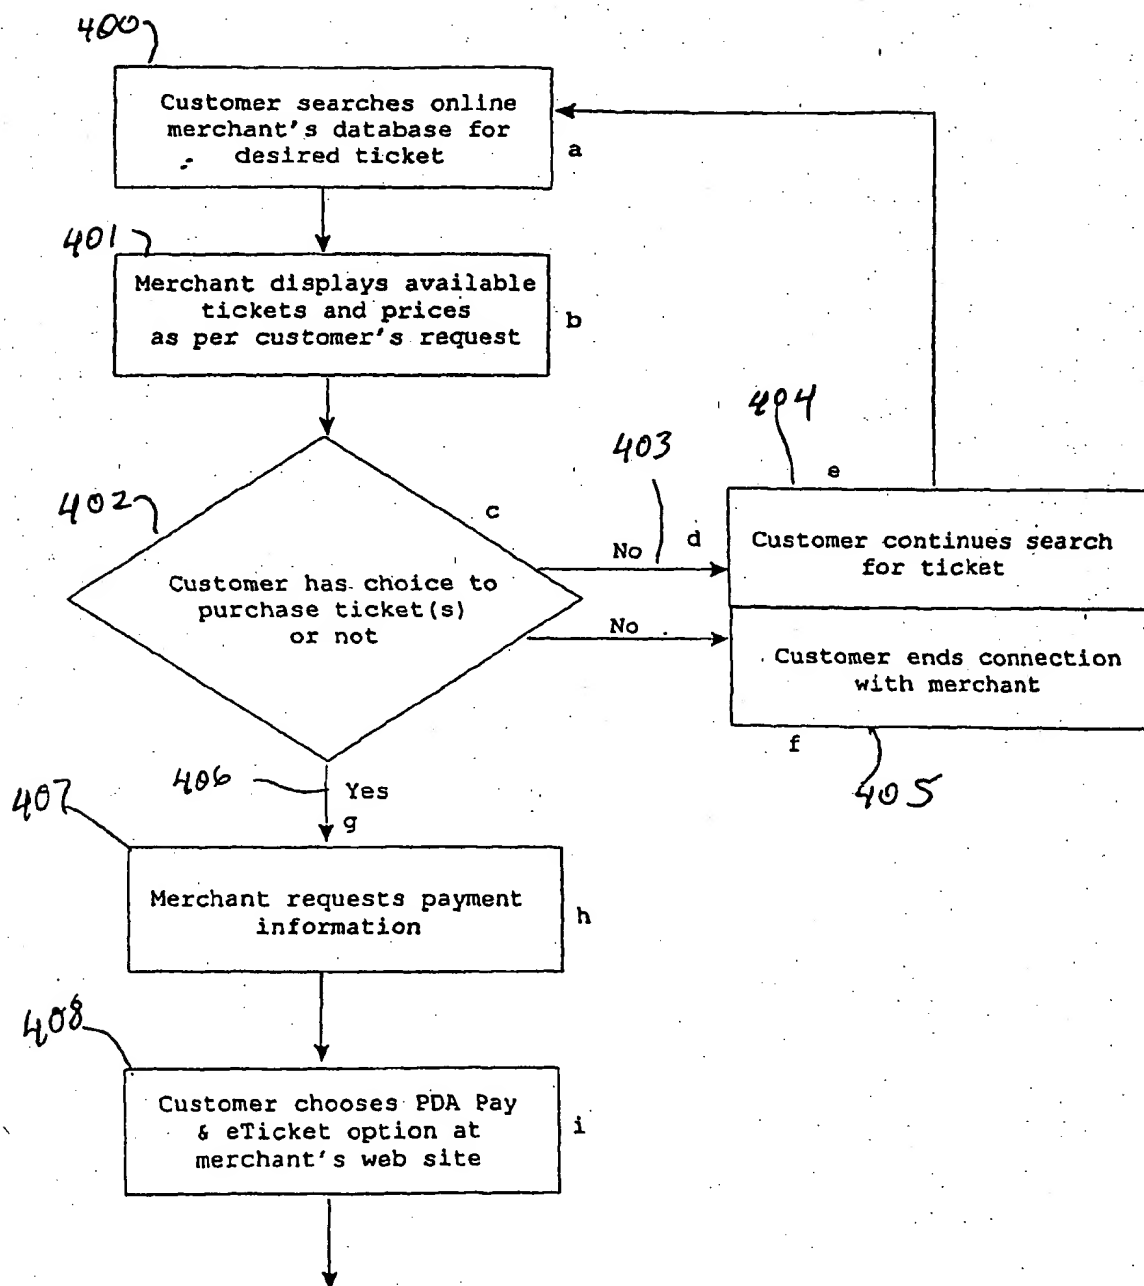 400
Customer searches online
merchant's database for
desired ticket
a
401
Merchant displays available
tickets and prices
as per customer's request
b
404
403
e
402
c
No
d
Customer continues search
for ticket
Customer has choice to
purchase ticket(s)
or not
No
Customer ends connection
with merchant
f
405
406
Yes
g
407
Merchant requests payment
information
h
408
Customer chooses PDA Pay
& eTicket option at
merchant's web site
i